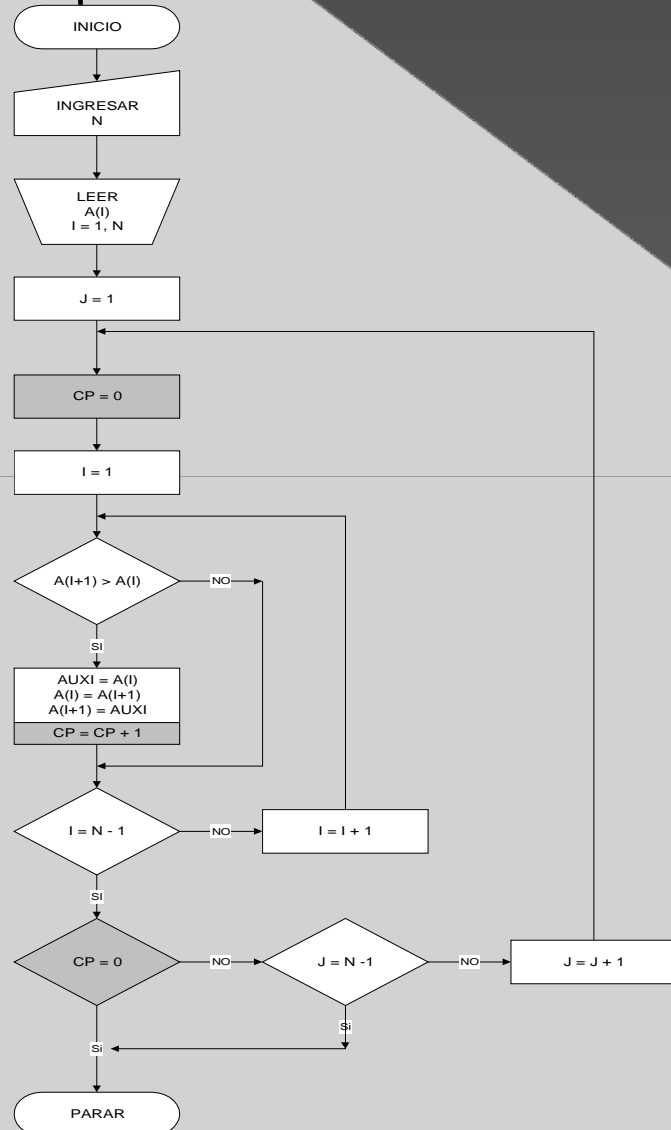 INICIO
INGRESAR
N
LEER
A(I)
I = 1, N
J = 1
CP = 0
I = 1
A(I+1) > A(I)
NO
SI
AUXI = A(I)
A(I) = A(I+1)
A(I+1) = AUXI
CP = CP + 1
I = N - 1
NO
I = I + 1
SI
CP = 0
NO
J = N -1
NO
J = J + 1
Si
Si
PARAR